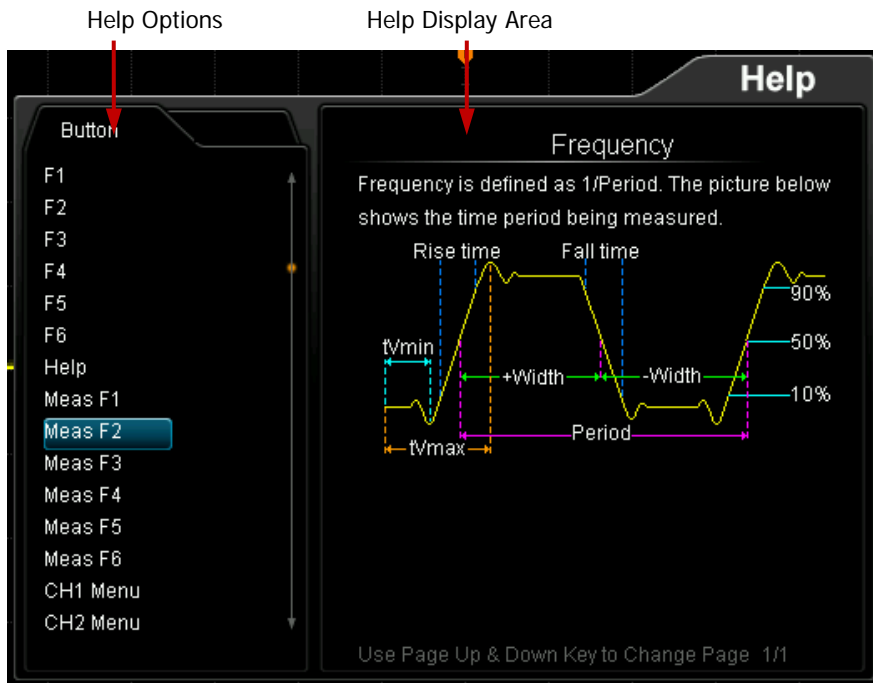 Help Options Help Display Area
Help
Button
F1
F2
F3
F4
F5
F6
Help
Meas F1
Meas F2
Meas F3
Meas F4
Meas F5
Meas F6
CH1 Menu
CH2 Menu
Frequency
Frequency is defined as 1/Period. The picture below
shows the time period being measured.
Rise time Fall time
90%
tVmin 50%
+Width -Width
10%
Period
tVmax
Use Page Up & Down Key to Change Page 1/1